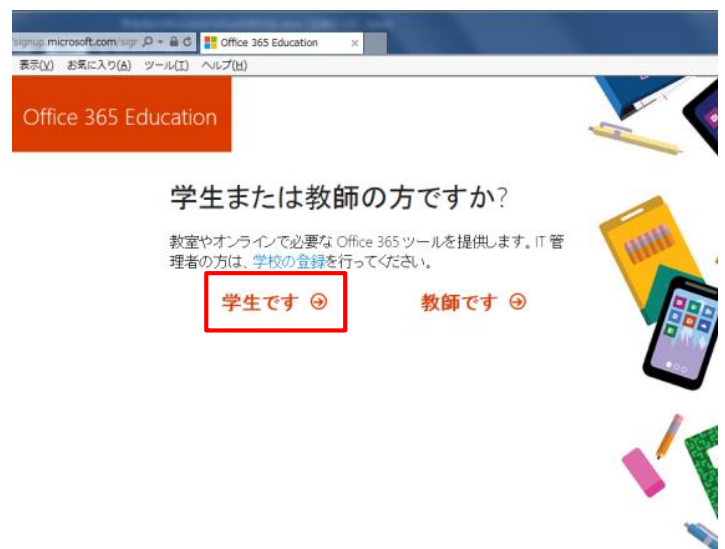 signup.microsoft.com/sigr
Office 365 Education
表示(V) お気に入り(A) ツール(T) ヘルプ(H)
Office 365 Education
学生または教師の方ですか?
教室やオンラインで必要な Office 365 ツールを提供します。IT 管
理者の方は、学校の登録を行ってください。
学生です
教師です